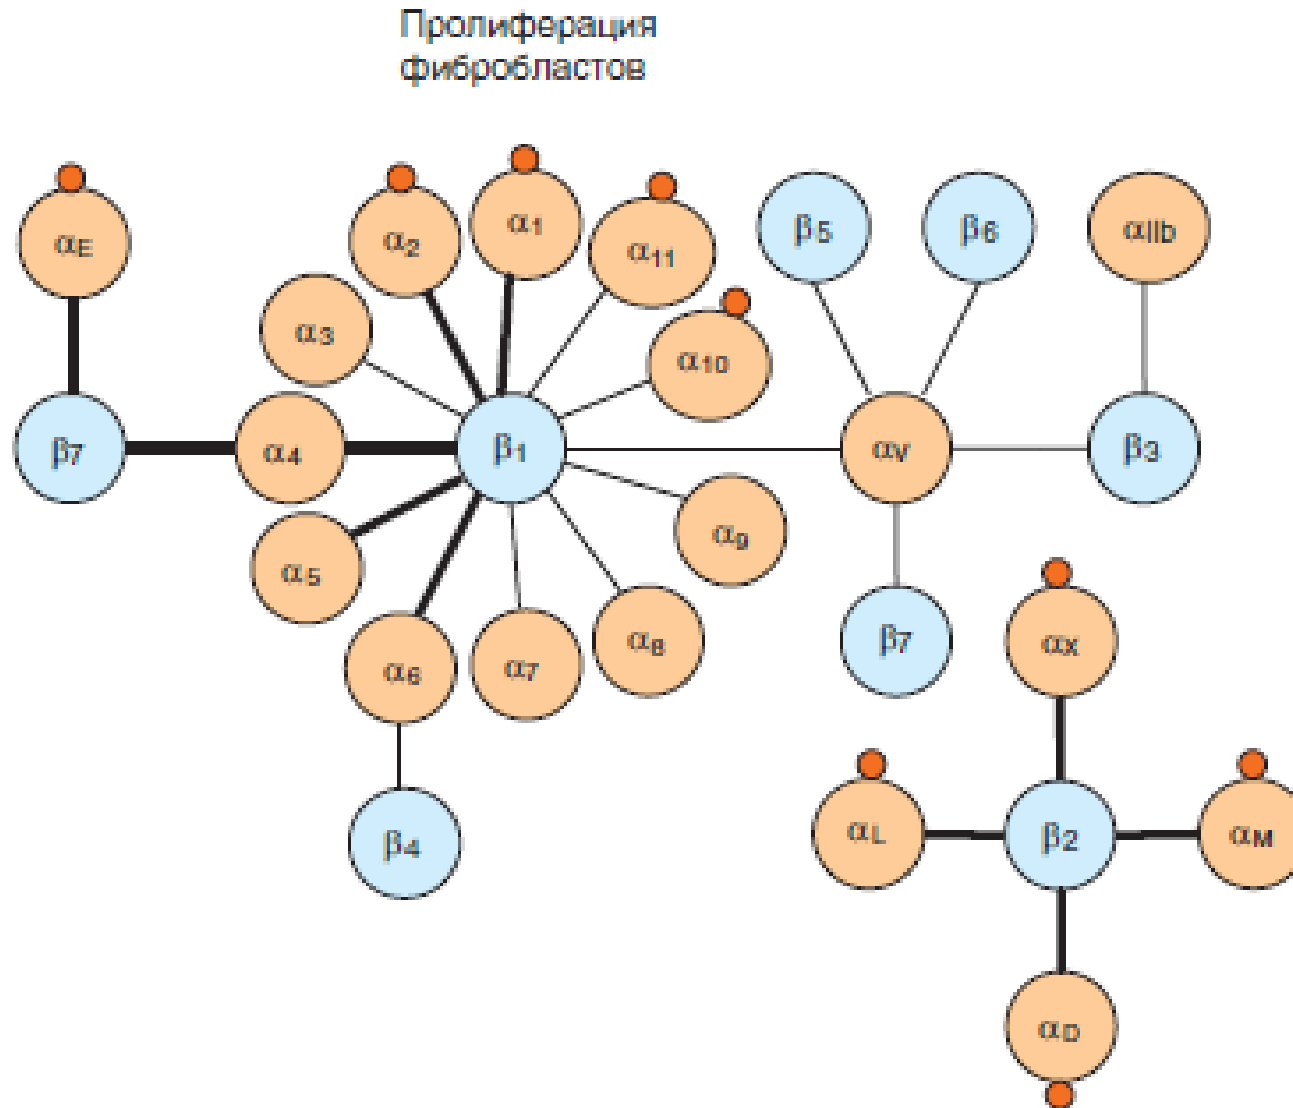 Пролиферация
фибробластов
αE
α2
α1
α11
β5
β6
αIIb
α3
α10
β7
α4
β1
αV
β3
α5
α9
α6
α7
α8
β7
αX
β4
αL
β2
αM
αD